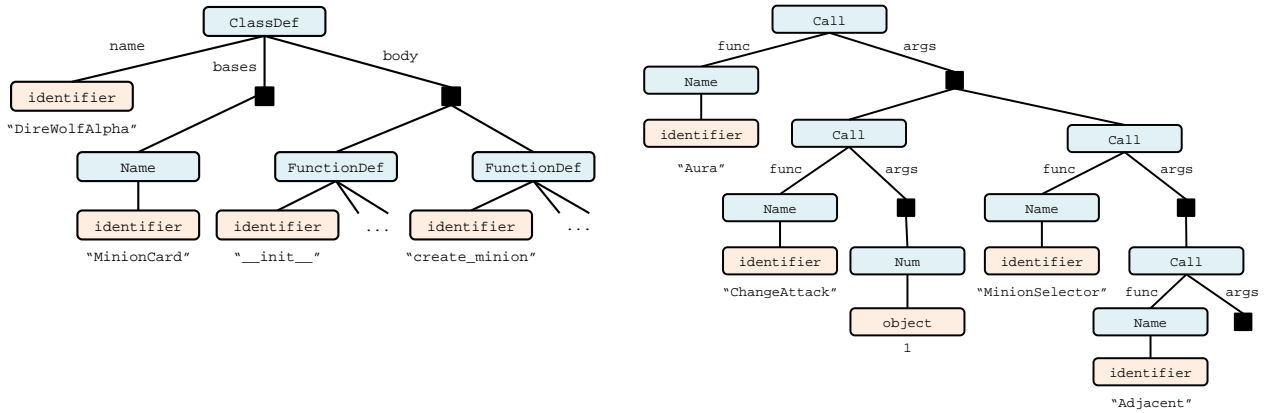 ClassDef
name
bases
body
identifier
“DireWolfAlpha”
Name
FunctionDef
FunctionDef
identifier
identifier
...
identifier
...
“MinionCard”
“__init__”
“create_minion”
Call
func
args
Name
identifier
“Aura”
Call
Call
func
args
func
args
Name
Name
identifier
Num
identifier
Call
“ChangeAttack”
“MinionSelector”
func
args
object
Name
1
identifier
“Adjacent”